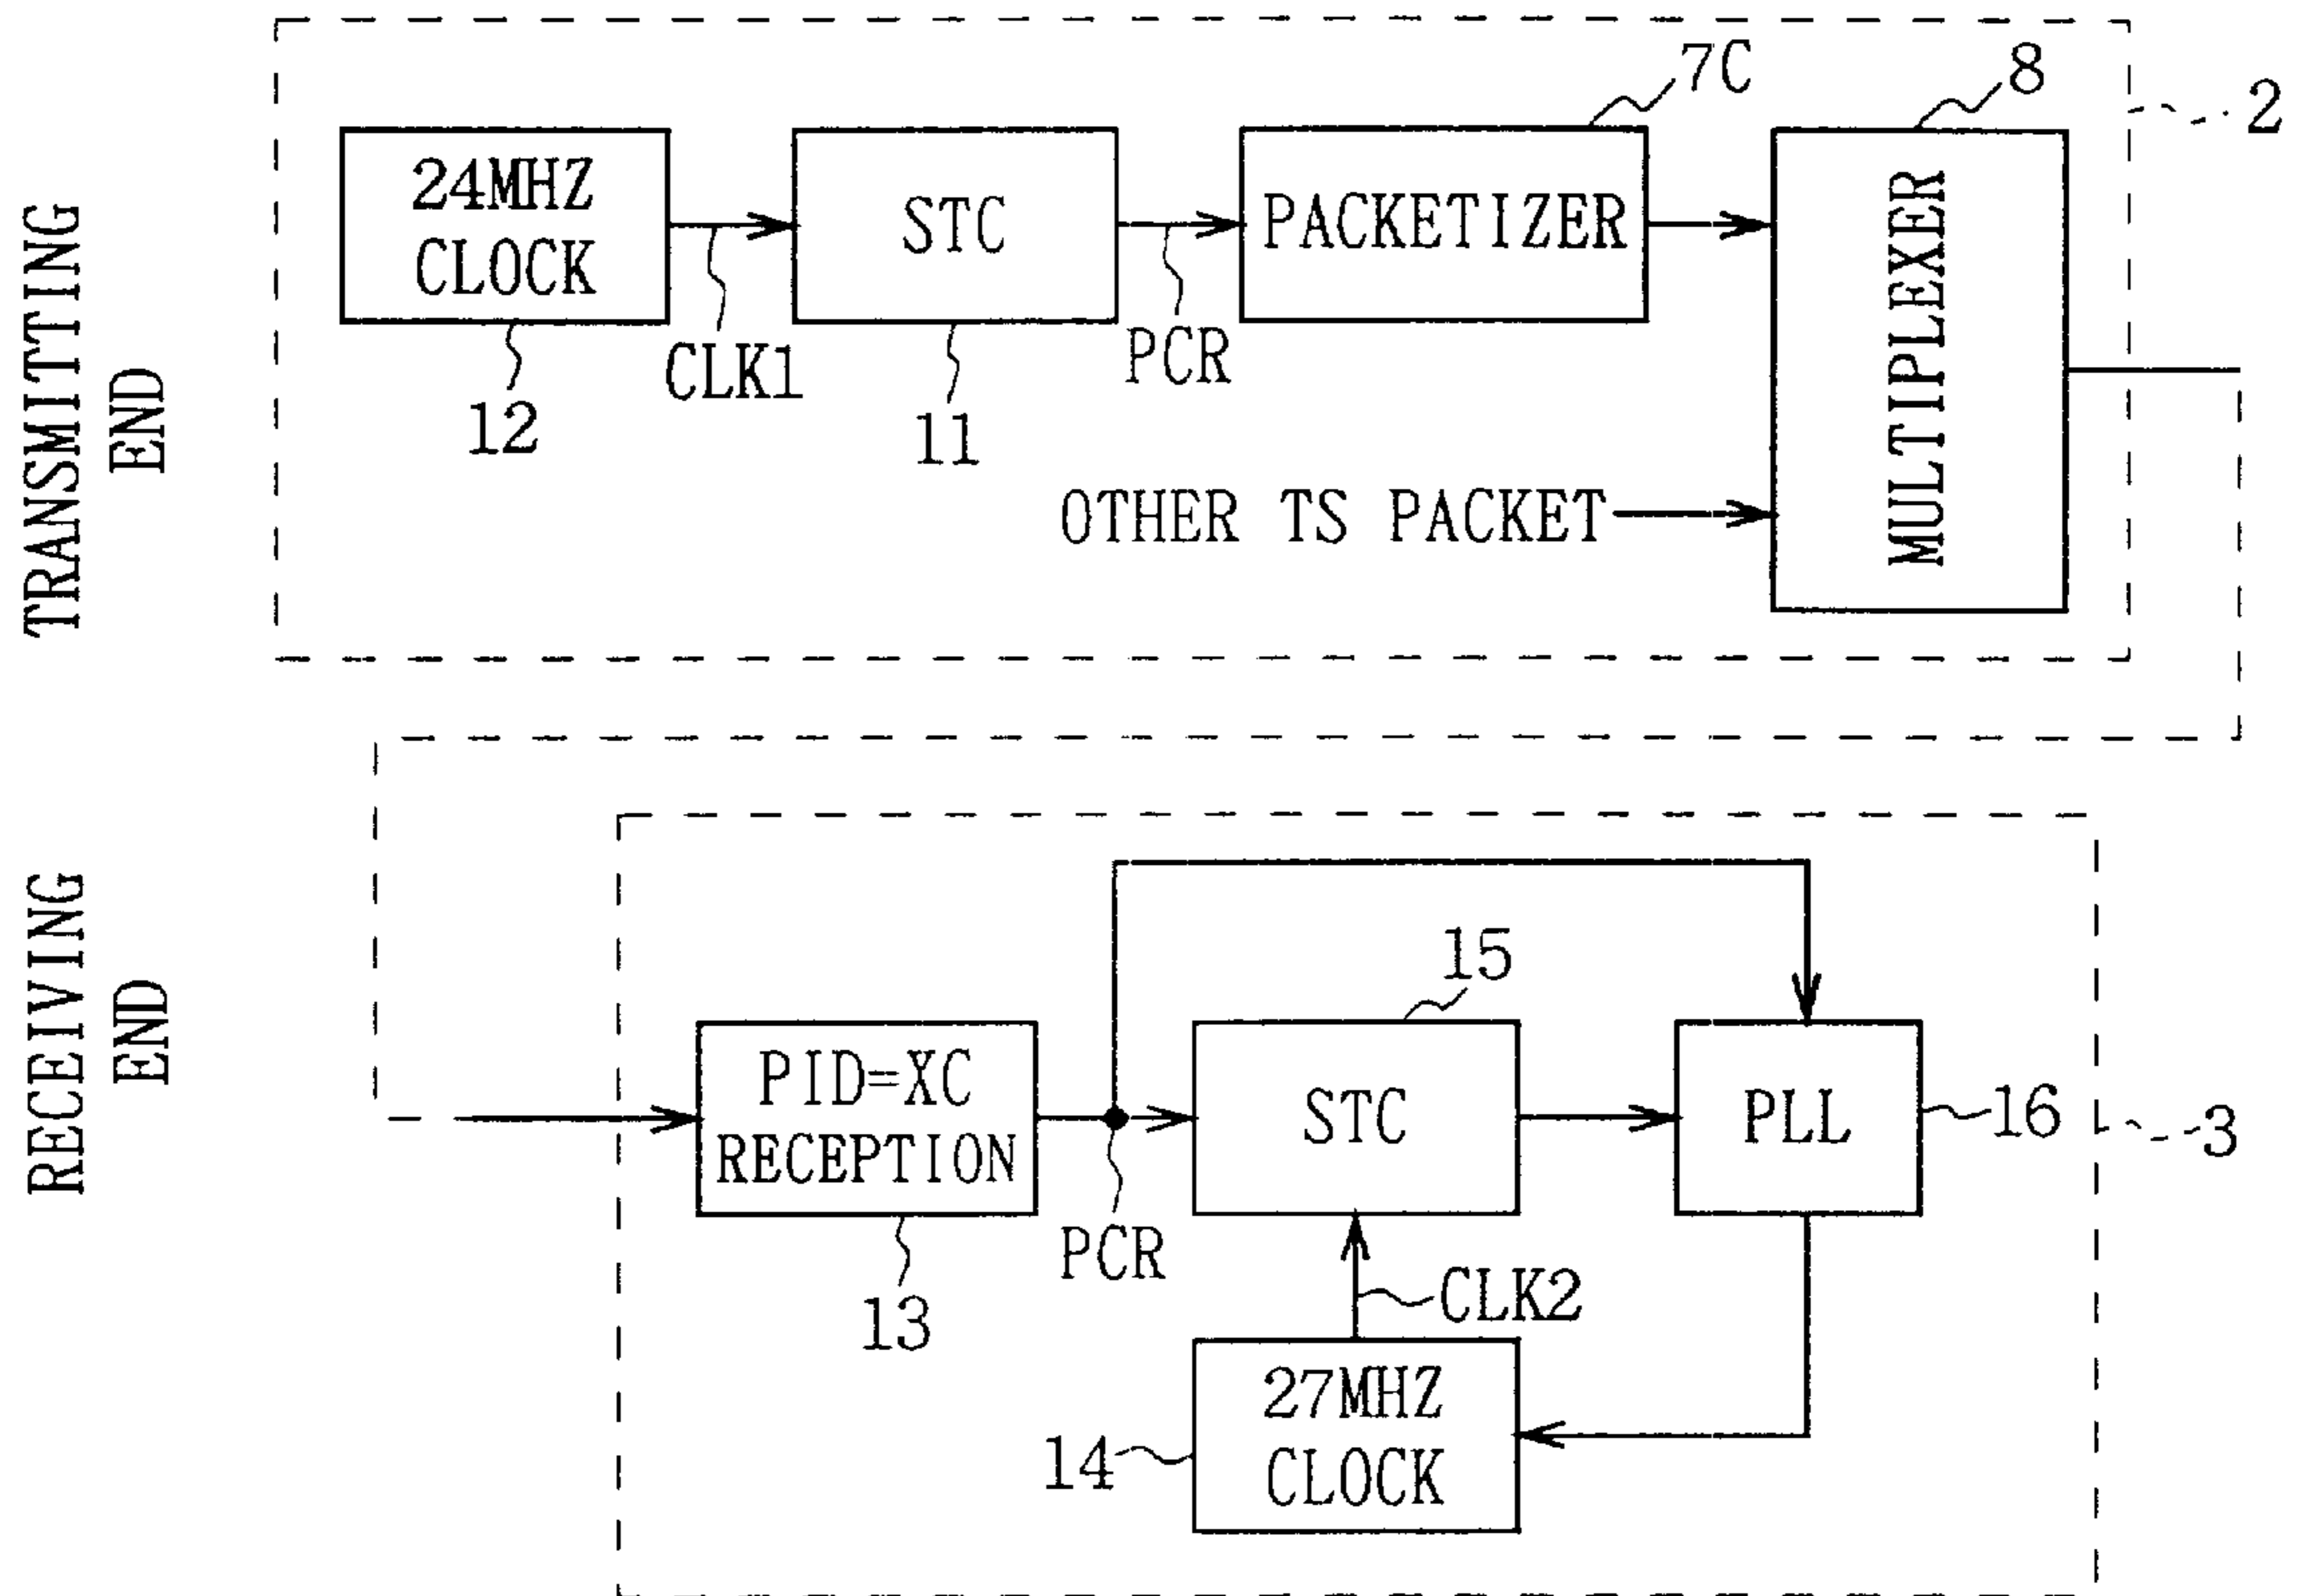 TRANSMITTING
END
7C
8
2
24MHZ
CLOCK
STC
PACKETIZER
MULTIPLEXER
CLK1
PCR
12
11
OTHER TS PACKET
RECEIVING
END
15
PID=XC
RECEPTION
STC
PLL
16
3
PCR
13
CLK2
27MHZ
CLOCK
14